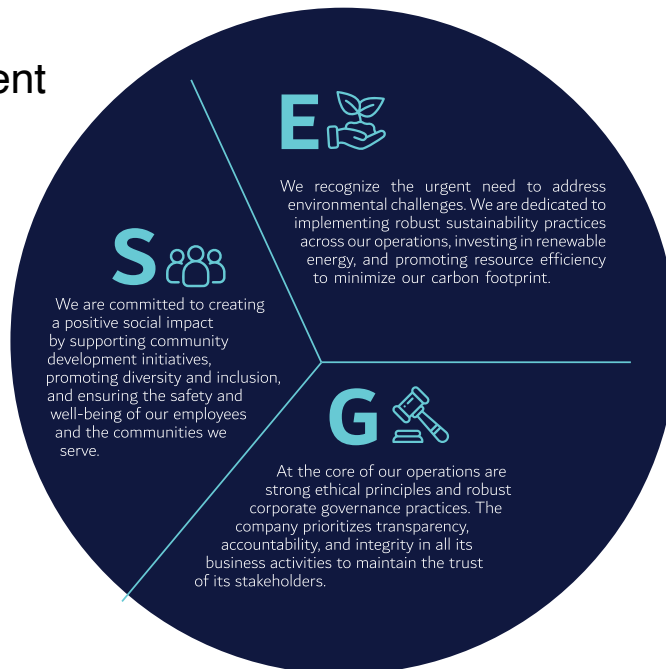 ent
E
We recognize the urgent need to address
environmental challenges. We are dedicated to
implementing robust sustainability practices
across our operations, investing in renewable
energy, and promoting resource efficiency
to minimize our carbon footprint.
S
We are committed to creating
a positive social impact
by supporting community
development initiatives,
promoting diversity and inclusion,
and ensuring the safety and
well-being of our employees
and the communities we
serve.
G
At the core of our operations are
strong ethical principles and robust
corporate governance practices. The
company prioritizes transparency,
accountability, and integrity in all its
business activities to maintain the trust
of its stakeholders.